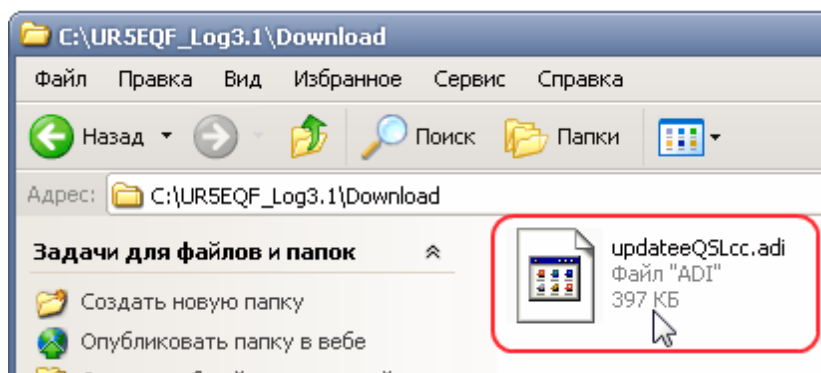 C:\UR5EQF_Log3.1\Download
Файл Правка Вид Избранное Сервис Справка
Назад Поиск Папки
Адрес: C:\UR5EQF_Log3.1\Download
Задачи для файлов и папок
Создать новую папку
Опубликовать папку в вебе
updateeQSLcc.adi
Файл "ADI"
397 КБ